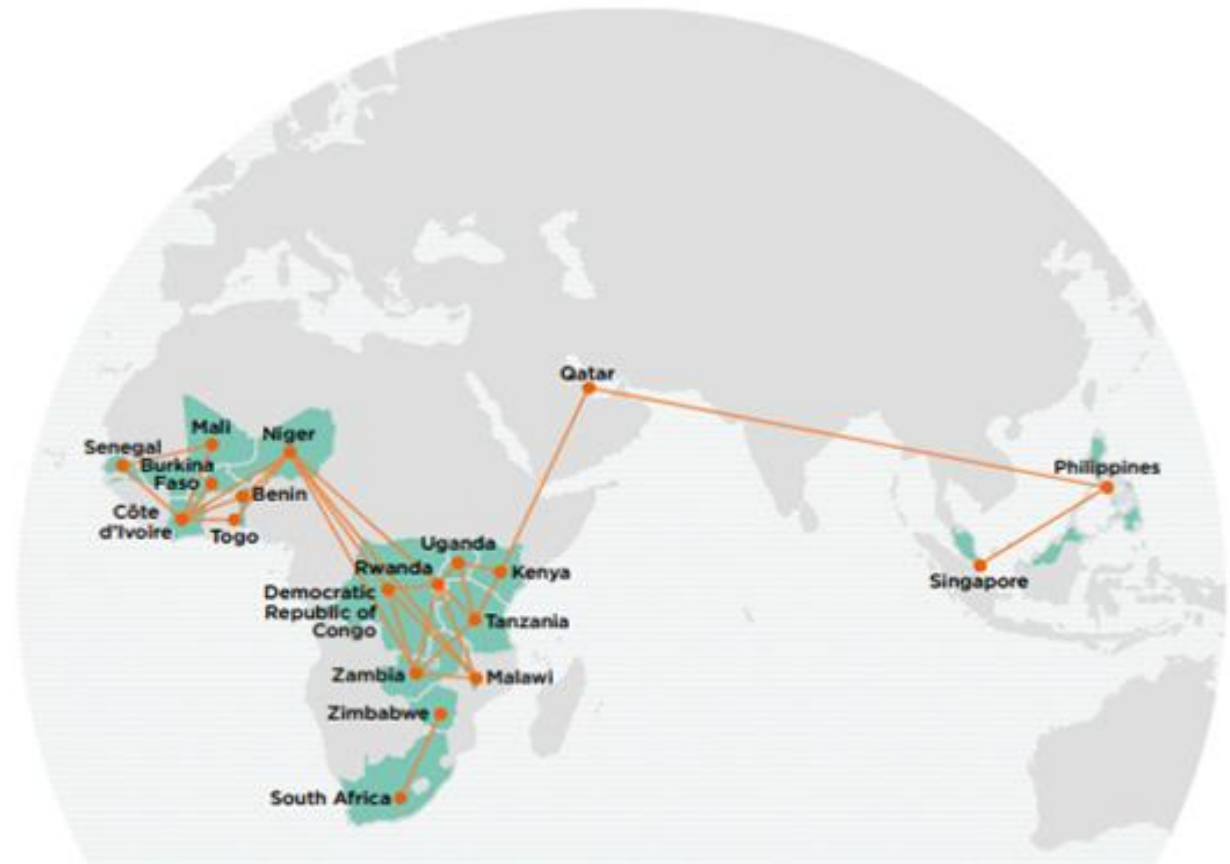 Qatar
Mali
Niger
Senegal
Burkina
Faso
Benin
Côte
d'Ivoire
Togo
Philippines
Uganda
Rwanda
Kenya
Singapore
Democratic
Republic of
Congo
Tanzania
Zambia
Malawi
Zimbabwe
South Africa